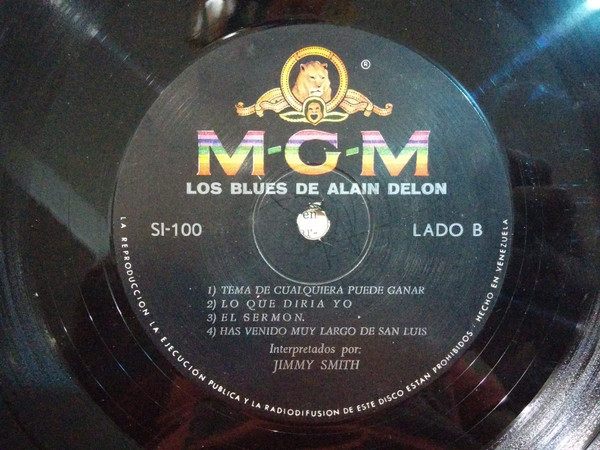 ®
M-G-M
LOS BLUES DE ALAIN DELON
SI-100
LADO B
en
or-
1) TEMA DE CUALQUIERA PUEDE GANAR
2) LO QUE DIRIA YO
3) EL SERMON.
4) HAS VENIDO MUY LARGO DE SAN LUIS
Interpretados por:
JIMMY SMITH
LA REPRODUCCION, LA EJECUCION PUBLICA Y LA RADIODIFUSION DE ESTE DISCO ESTAN PROHIBIDOS · HECHO EN VENEZUELA